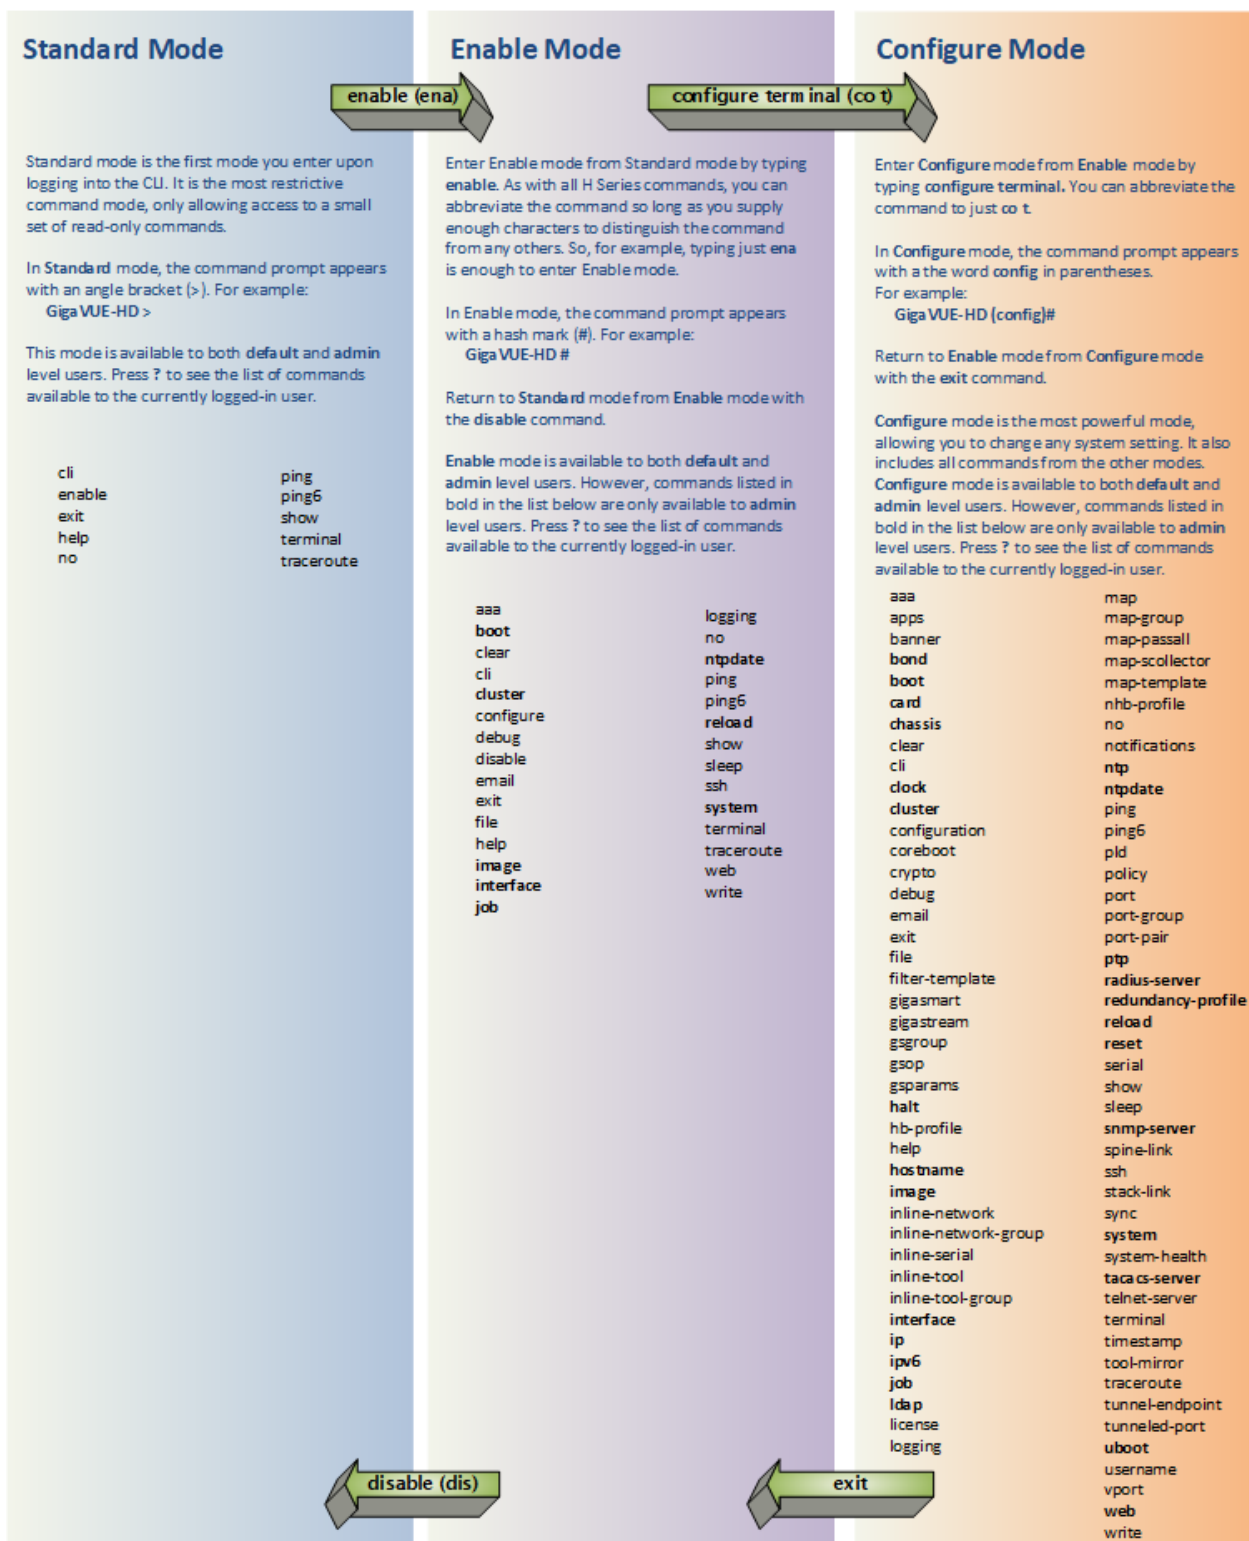 Standard Mode
enable (ena)
Standard mode is the first mode you enter upon
logging into the CLI. It is the most restrictive
command mode, only allowing access to a small
set of read-only commands.
In Standard mode, the command prompt appears
with an angle bracket (>). For example:
GigaVUE-HD >
This mode is available to both default and admin
level users. Press ? to see the list of commands
available to the currently logged-in user.
cli
enable
exit
help
no
ping
ping6
show
terminal
traceroute
disable (dis)
Enable Mode
configure terminal (co t)
Enter Enable mode from Standard mode by typing
enable. As with all H Series commands, you can
abbreviate the command so long as you supply
enough characters to distinguish the command
from any others. So, for example, typing just ena
is enough to enter Enable mode.
In Enable mode, the command prompt appears
with a hash mark (#). For example:
GigaVUE-HD #
Return to Standard mode from Enable mode with
the disable command.
Enable mode is available to both default and
admin level users. However, commands listed in
bold in the list below are only available to admin
level users. Press ? to see the list of commands
available to the currently logged-in user.
aaa
boot
clear
cli
cluster
configure
debug
disable
email
exit
file
help
image
interface
job
logging
no
ntpdate
ping
ping6
reload
show
sleep
ssh
system
terminal
traceroute
web
write
exit
Configure Mode
Enter Configure mode from Enable mode by
typing configure terminal. You can abbreviate the
command to just co t.
In Configure mode, the command prompt appears
with a the word config in parentheses.
For example:
GigaVUE-HD (config)#
Return to Enable mode from Configure mode
with the exit command.
Configure mode is the most powerful mode,
allowing you to change any system setting. It also
includes all commands from the other modes.
Configure mode is available to both default and
admin level users. However, commands listed in
bold in the list below are only available to admin
level users. Press ? to see the list of commands
available to the currently logged-in user.
aaa
apps
banner
bond
boot
card
chassis
clear
cli
clock
cluster
configuration
coreboot
crypto
debug
email
exit
file
filter-template
gigasmart
gigastream
gsgroup
gsop
gsparams
halt
hb-profile
help
hostname
image
inline-network
inline-network-group
inline-serial
inline-tool
inline-tool-group
interface
ip
ipv6
job
ldap
license
logging
map
map-group
map-passall
map-scollector
map-template
nhb-profile
no
notifications
ntp
ntpdate
ping
ping6
pld
policy
port
port-group
port-pair
ptp
radius-server
redundancy-profile
reload
reset
serial
show
sleep
snmp-server
spine-link
ssh
stack-link
sync
system
system-health
tacacs-server
telnet-server
terminal
timestamp
tool-mirror
traceroute
tunnel-endpoint
tunneled-port
uboot
username
vport
web
write